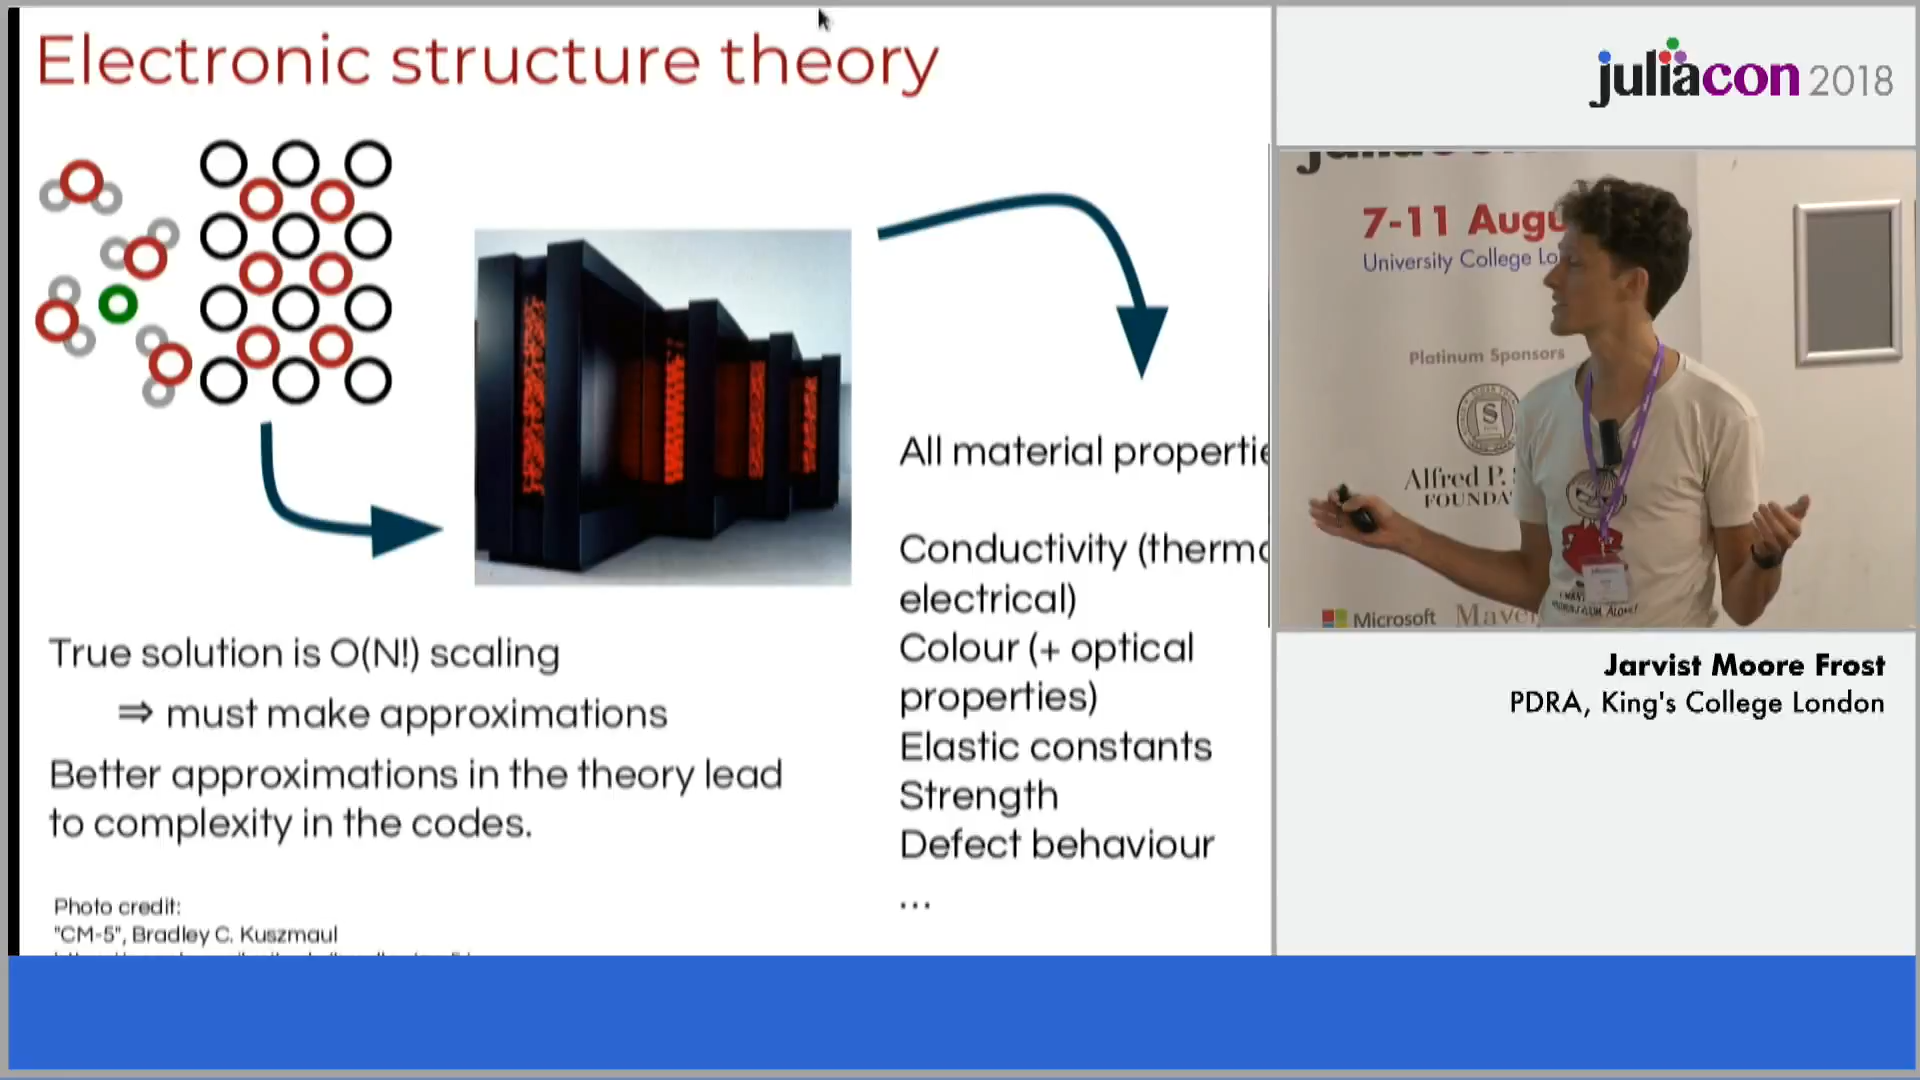 Electronic structure theory
All material propertie
Conductivity (therma
electrical)
Colour (+ optical
properties)
Elastic constants
Strength
Defect behaviour
...
True solution is O(N!) scaling
⇒ must make approximations
Better approximations in the theory lead
to complexity in the codes.
Photo credit:
"CM-5", Bradley C. Kuszmaul
juliacon 2018
7-11 Augu
University College Lo
Platinum Sponsors
Alfred P.
FOUNDA
Microsoft Maven
Jarvist Moore Frost
PDRA, King's College London